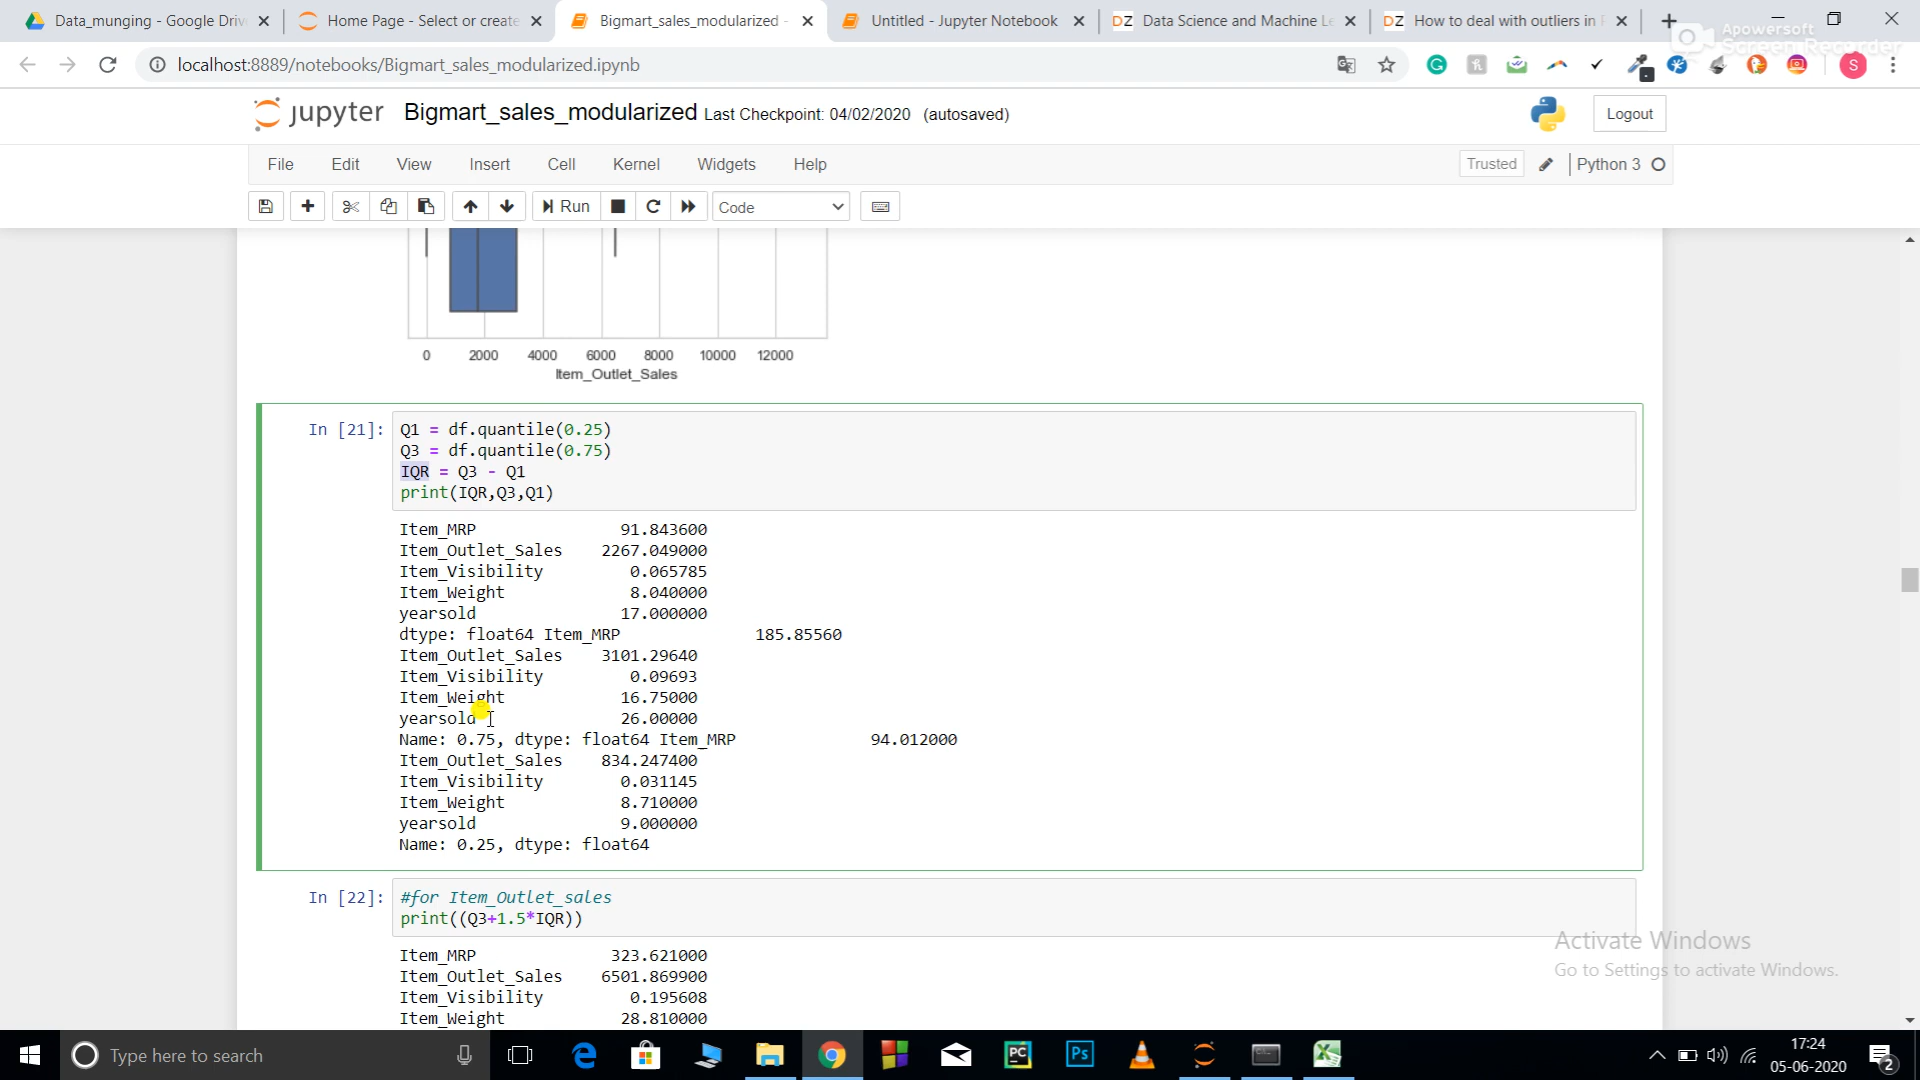 Data_munging - Google Driv
Home Page - Select or create
Bigmart_sales_modularized -
Untitled - Jupyter Notebook
DZ Data Science and Machine Le
DZ How to deal with outliers in
Apowersoft
Screen Recorder
localhost:8889/notebooks/Bigmart_sales_modularized.ipynb
S
jupyter Bigmart_sales_modularized Last Checkpoint: 04/02/2020 (autosaved)
Logout
File Edit View Insert Cell Kernel Widgets Help
Trusted
Python 3
Run
Code
0 2000 4000 6000 8000 10000 12000
Item_Outlet_Sales
In [21]: Q1 = df.quantile(0.25)
Q3 = df.quantile(0.75)
IQR = Q3 - Q1
print(IQR,Q3,Q1)
Item_MRP 91.843600
Item_Outlet_Sales 2267.049000
Item_Visibility 0.065785
Item_Weight 8.040000
yearsold 17.000000
dtype: float64 Item_MRP 185.85560
Item_Outlet_Sales 3101.29640
Item_Visibility 0.09693
Item_Weight 16.75000
yearsold 26.00000
Name: 0.75, dtype: float64 Item_MRP 94.012000
Item_Outlet_Sales 834.247400
Item_Visibility 0.031145
Item_Weight 8.710000
yearsold 9.000000
Name: 0.25, dtype: float64
In [22]: #for Item_Outlet_sales
print((Q3+1.5*IQR))
Item_MRP 323.621000
Item_Outlet_Sales 6501.869900
Item_Visibility 0.195608
Item_Weight 28.810000
Activate Windows
Go to Settings to activate Windows.
Type here to search
PC
Ps
17:24
05-06-2020
2